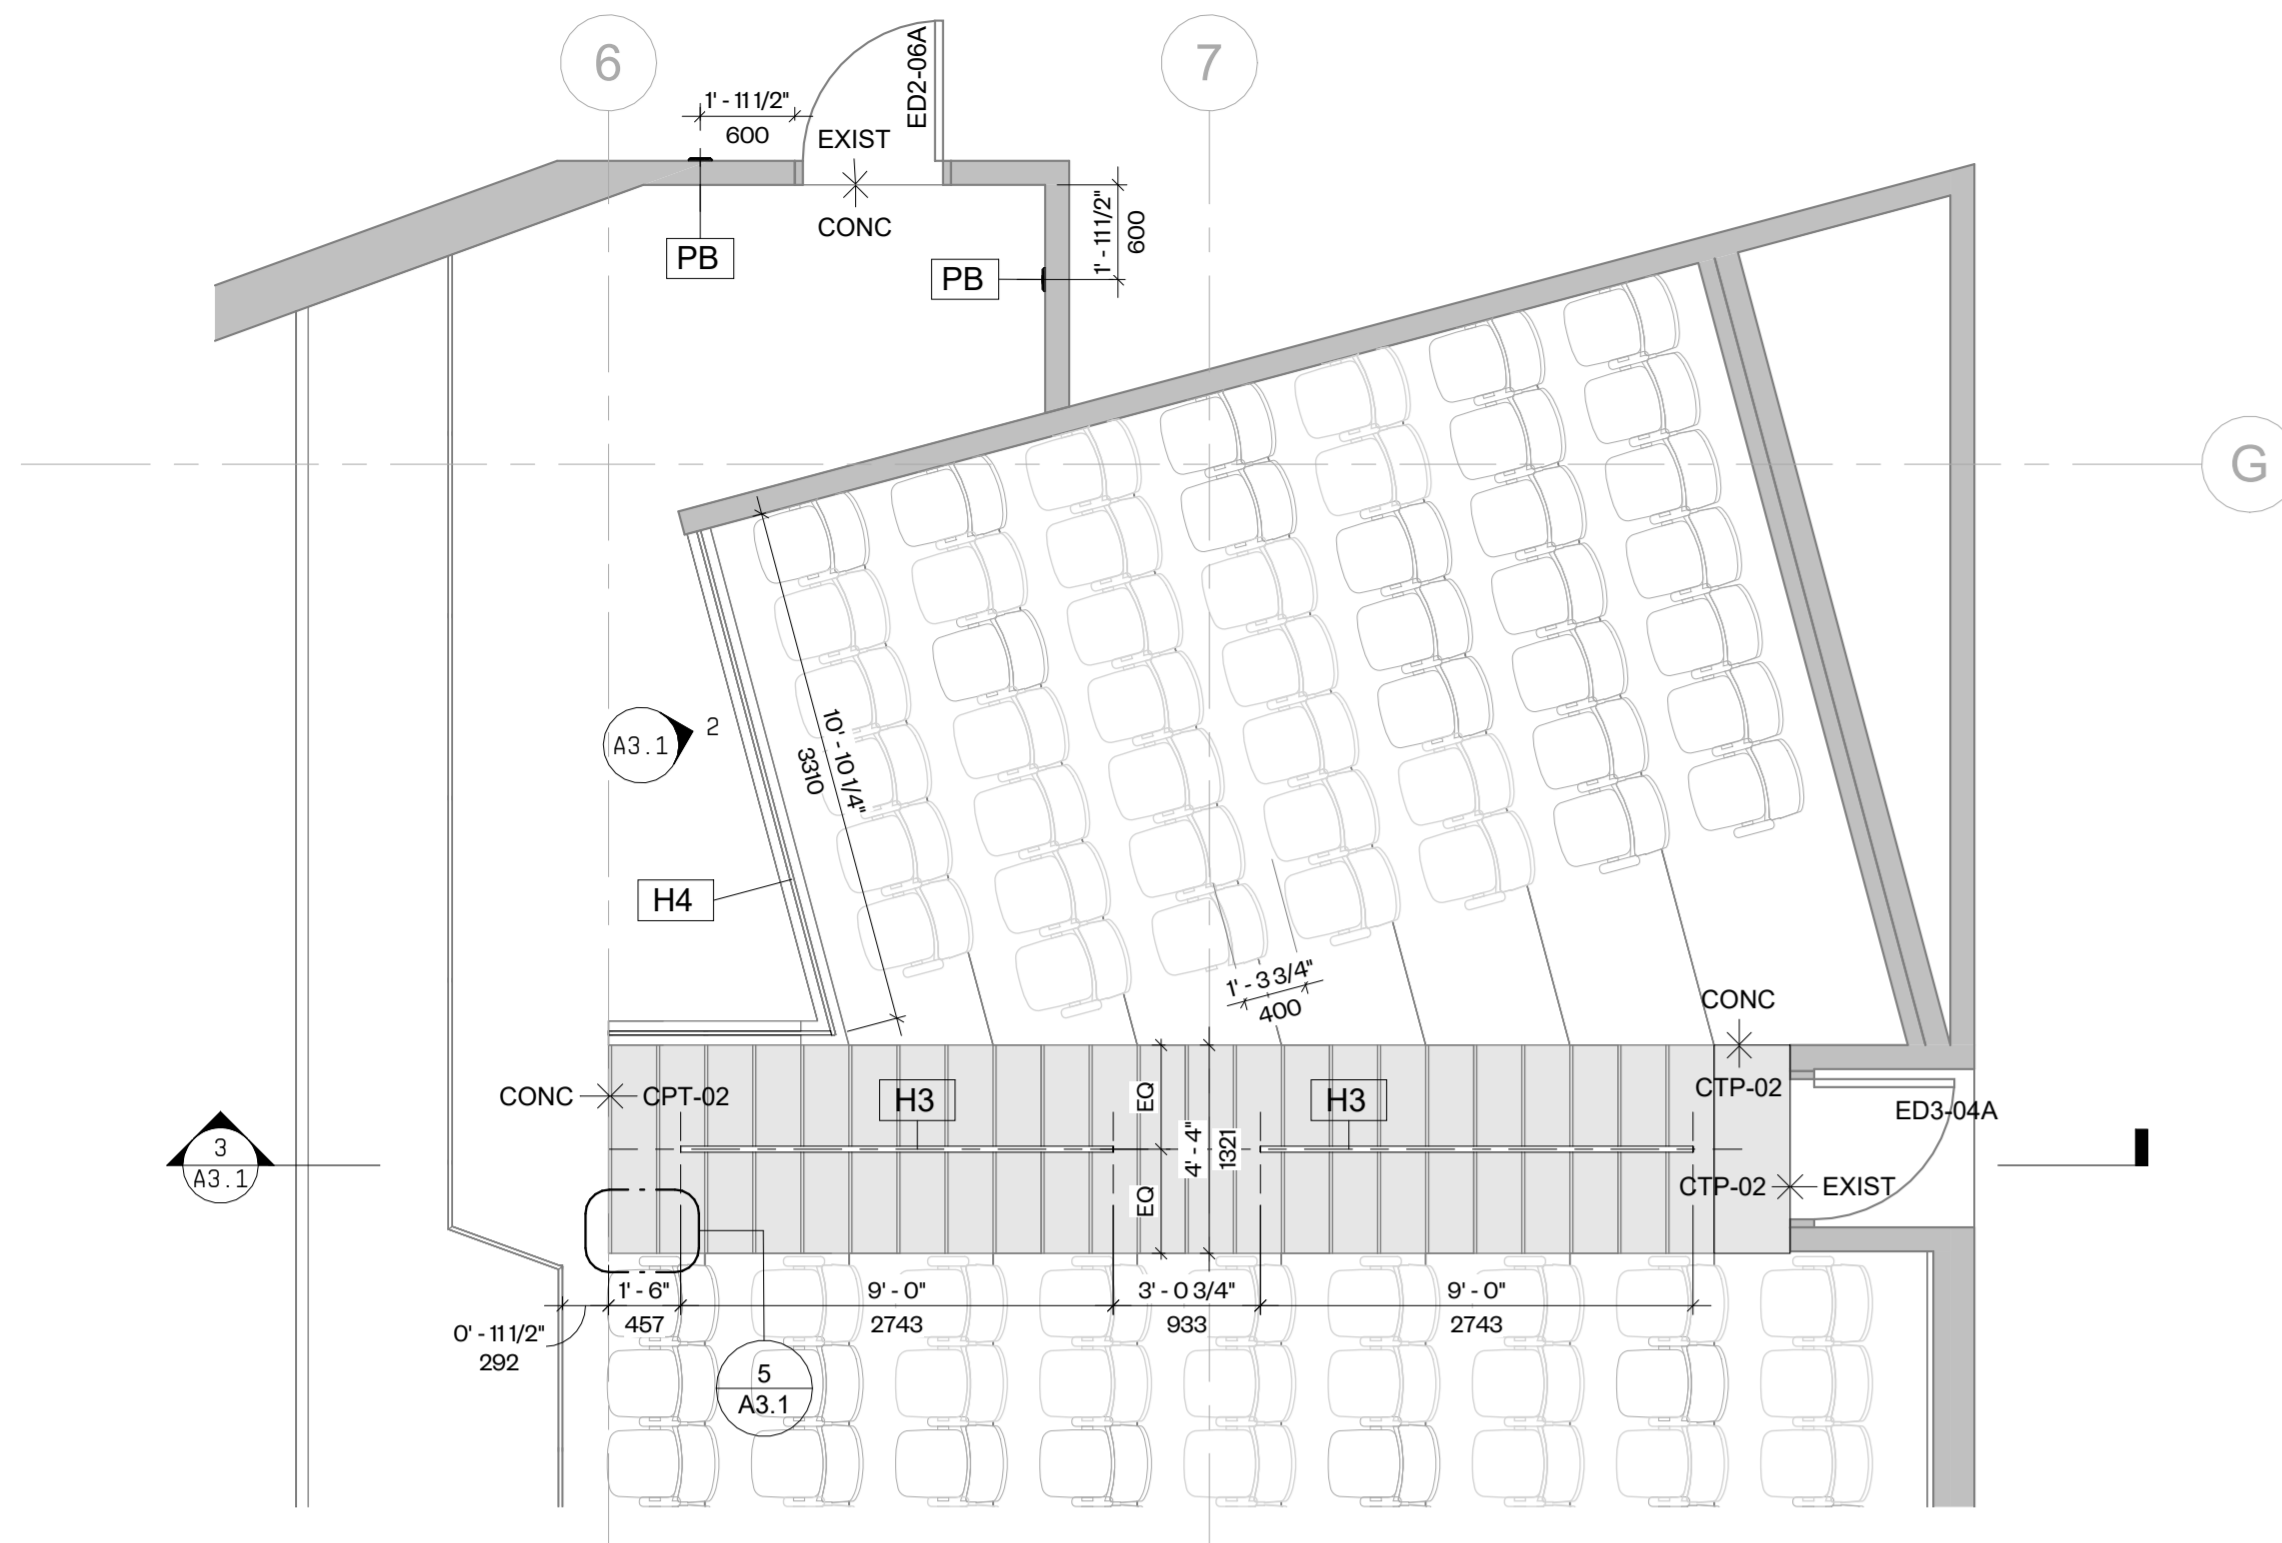 6
7
ED2-06A
1' - 11 1/2"
600
EXIST
CONC
PB
PB
1' - 11 1/2"
600
G
A3.1
2
10' - 10 1/4"
3310
H4
1' - 3 3/4"
400
CONC
CONC
CPT-02
H3
EQ
4' - 4"
1321
H3
CTP-02
ED3-04A
3
A3.1
EQ
CTP-02
EXIST
1' - 6"
457
9' - 0"
2743
3' - 0 3/4"
933
9' - 0"
2743
0' - 11 1/2"
292
5
A3.1